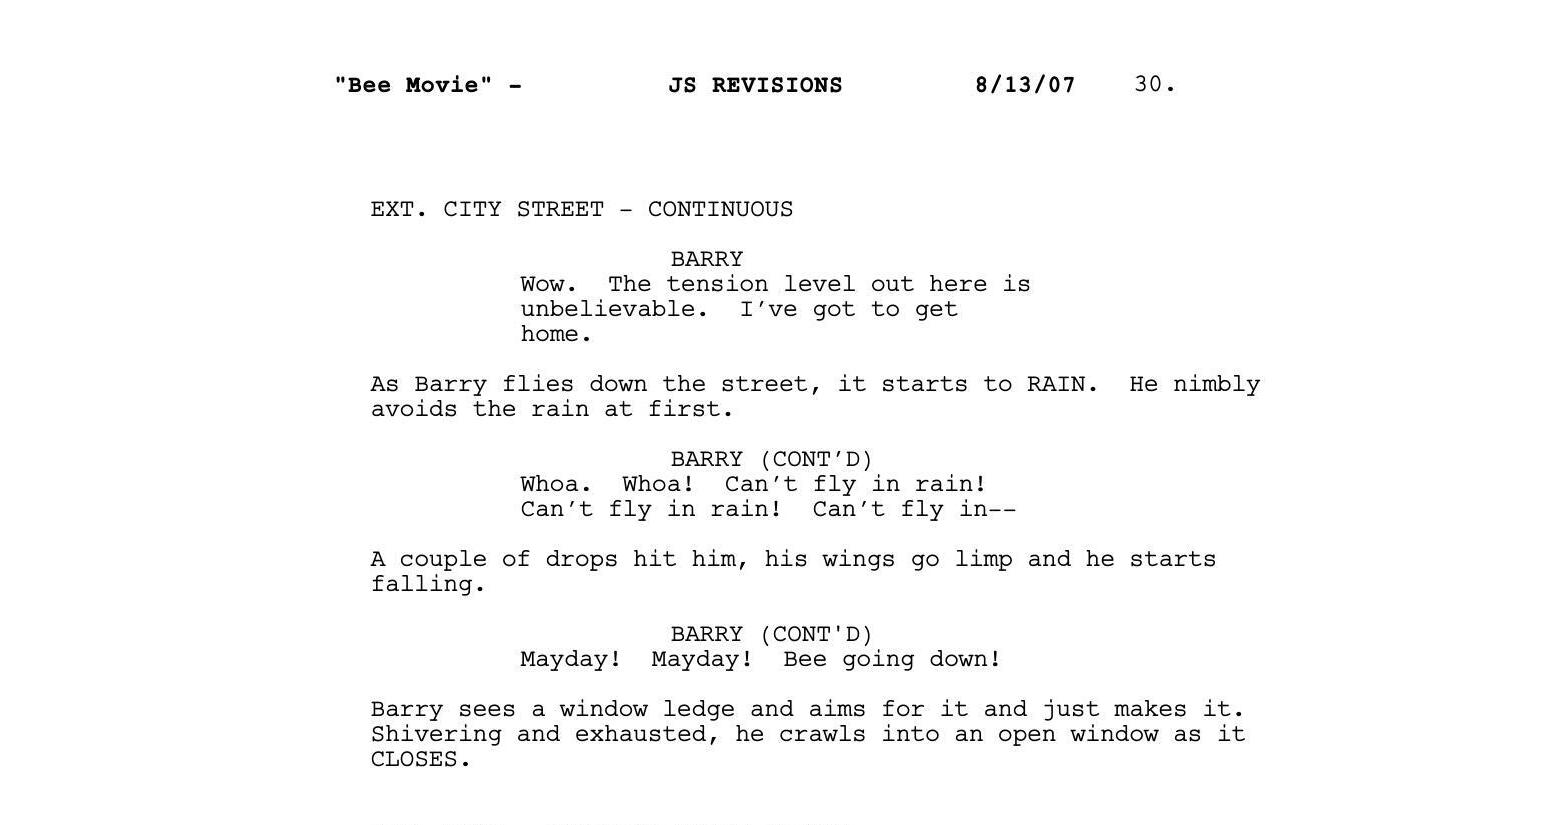 "Bee Movie" - JS REVISIONS 8/13/07 30.
EXT. CITY STREET - CONTINUOUS
BARRY
Wow.  The tension level out here is
unbelievable.  I've got to get
home.
As Barry flies down the street, it starts to RAIN.  He nimbly
avoids the rain at first.
BARRY (CONT'D)
Whoa.  Whoa!  Can't fly in rain!
Can't fly in rain!  Can't fly in--
A couple of drops hit him, his wings go limp and he starts
falling.
BARRY (CONT'D)
Mayday!  Mayday!  Bee going down!
Barry sees a window ledge and aims for it and just makes it.
Shivering and exhausted, he crawls into an open window as it
CLOSES.